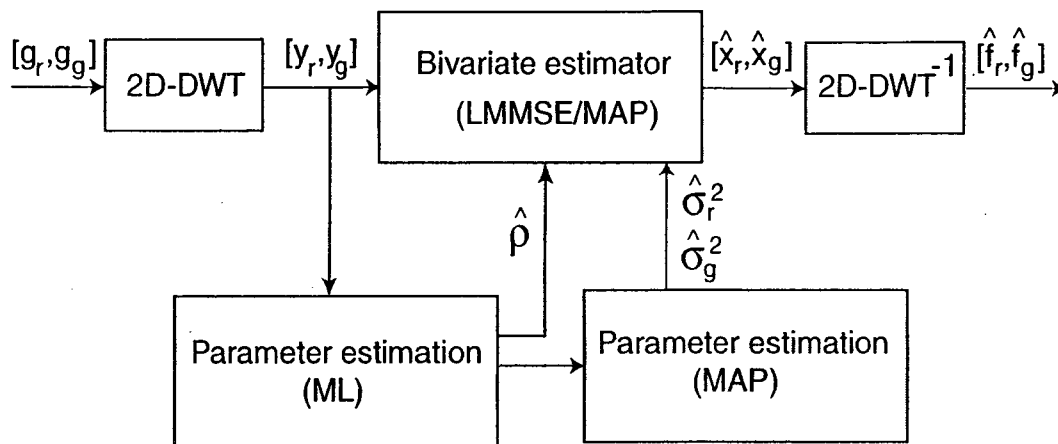 [g_r,g_g]
2D-DWT
[y_r,y_g]
Bivariate estimator
(LMMSE/MAP)
[x̂_r,x̂_g]
2D-DWT^-1
[f̂_r,f̂_g]
ρ̂
σ̂_r^2
σ̂_g^2
Parameter estimation
(ML)
Parameter estimation
(MAP)